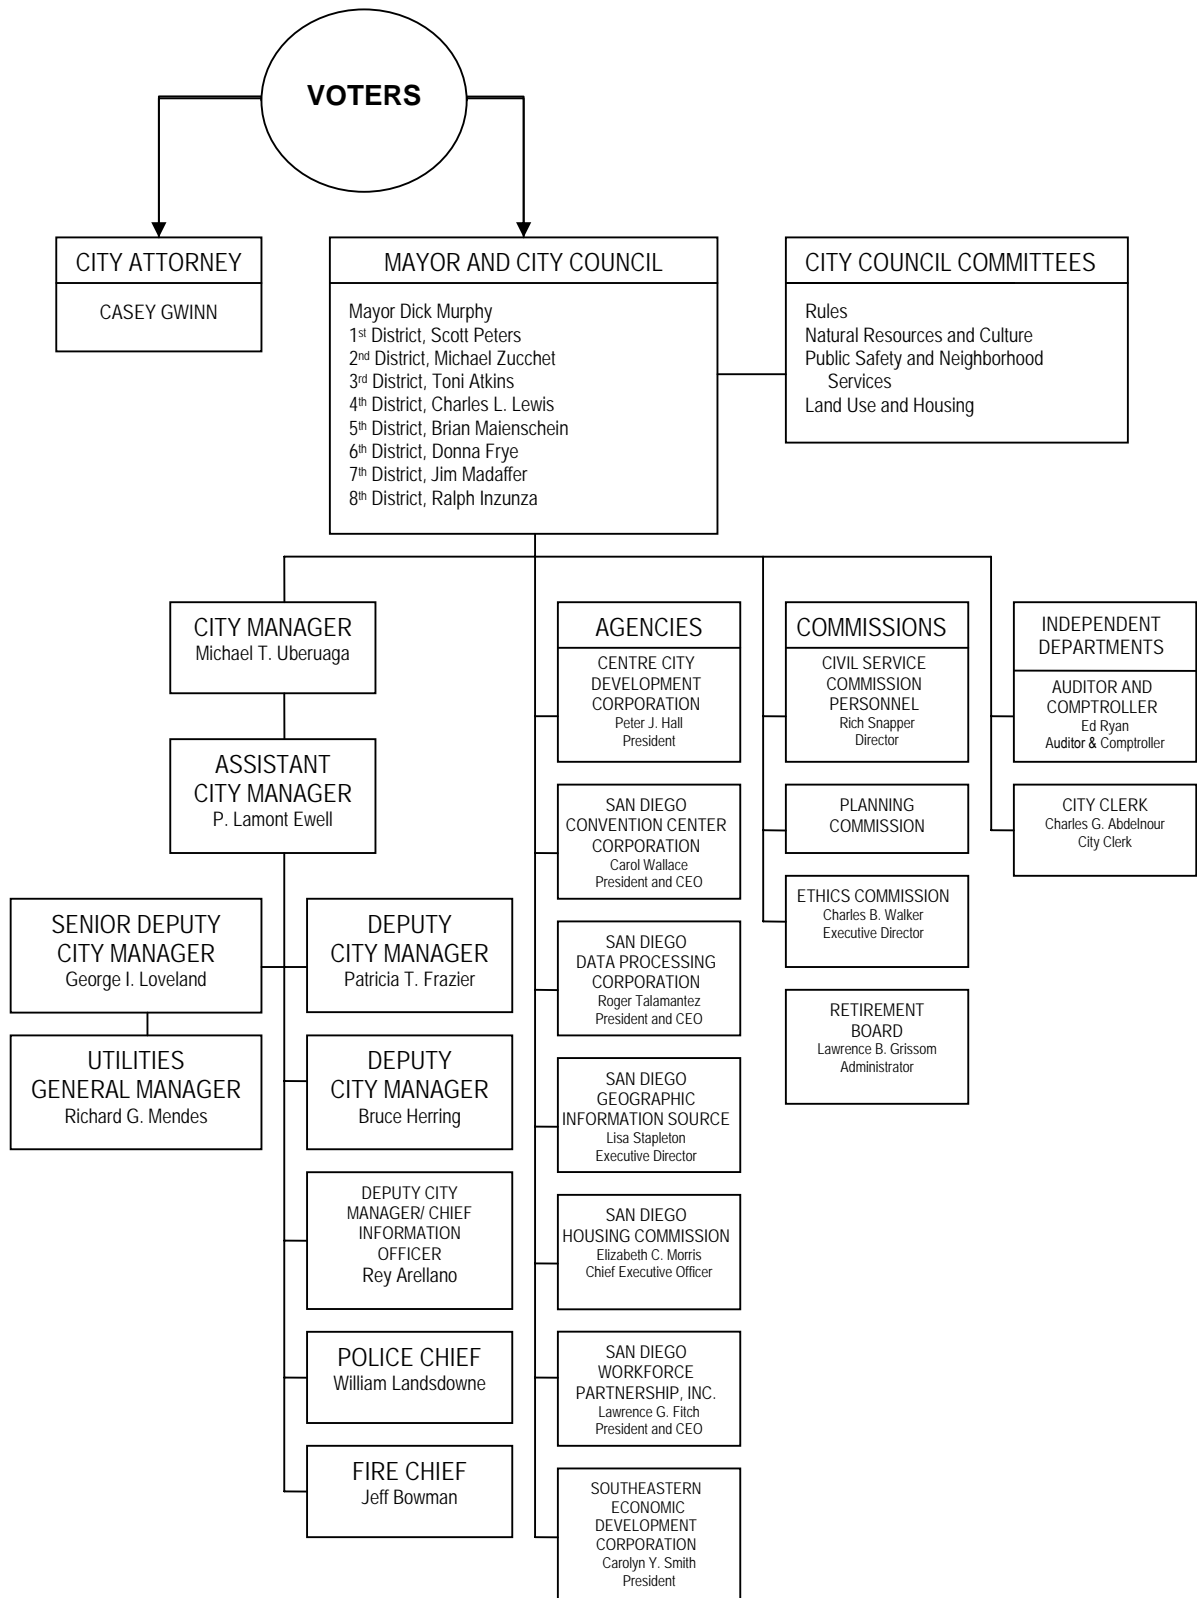 VOTERS
CITY ATTORNEY
CASEY GWINN
MAYOR AND CITY COUNCIL
Mayor Dick Murphy
1st District, Scott Peters
2nd District, Michael Zucchet
3rd District, Toni Atkins
4th District, Charles L. Lewis
5th District, Brian Maienschein
6th District, Donna Frye
7th District, Jim Madaffer
8th District, Ralph Inzunza
CITY COUNCIL COMMITTEES
Rules
Natural Resources and Culture
Public Safety and Neighborhood
Services
Land Use and Housing
CITY MANAGER
Michael T. Uberuaga
ASSISTANT
CITY MANAGER
P. Lamont Ewell
SENIOR DEPUTY
CITY MANAGER
George I. Loveland
UTILITIES
GENERAL MANAGER
Richard G. Mendes
DEPUTY
CITY MANAGER
Patricia T. Frazier
DEPUTY
CITY MANAGER
Bruce Herring
DEPUTY CITY
MANAGER/ CHIEF
INFORMATION
OFFICER
Rey Arellano
POLICE CHIEF
William Landsdowne
FIRE CHIEF
Jeff Bowman
AGENCIES
CENTRE CITY
DEVELOPMENT
CORPORATION
Peter J. Hall
President
SAN DIEGO
CONVENTION CENTER
CORPORATION
Carol Wallace
President and CEO
SAN DIEGO
DATA PROCESSING
CORPORATION
Roger Talamantez
President and CEO
SAN DIEGO
GEOGRAPHIC
INFORMATION SOURCE
Lisa Stapleton
Executive Director
SAN DIEGO
HOUSING COMMISSION
Elizabeth C. Morris
Chief Executive Officer
SAN DIEGO
WORKFORCE
PARTNERSHIP, INC.
Lawrence G. Fitch
President and CEO
SOUTHEASTERN
ECONOMIC
DEVELOPMENT
CORPORATION
Carolyn Y. Smith
President
COMMISSIONS
CIVIL SERVICE
COMMISSION
PERSONNEL
Rich Snapper
Director
PLANNING
COMMISSION
ETHICS COMMISSION
Charles B. Walker
Executive Director
RETIREMENT
BOARD
Lawrence B. Grissom
Administrator
INDEPENDENT
DEPARTMENTS
AUDITOR AND
COMPTROLLER
Ed Ryan
Auditor & Comptroller
CITY CLERK
Charles G. Abdelnour
City Clerk